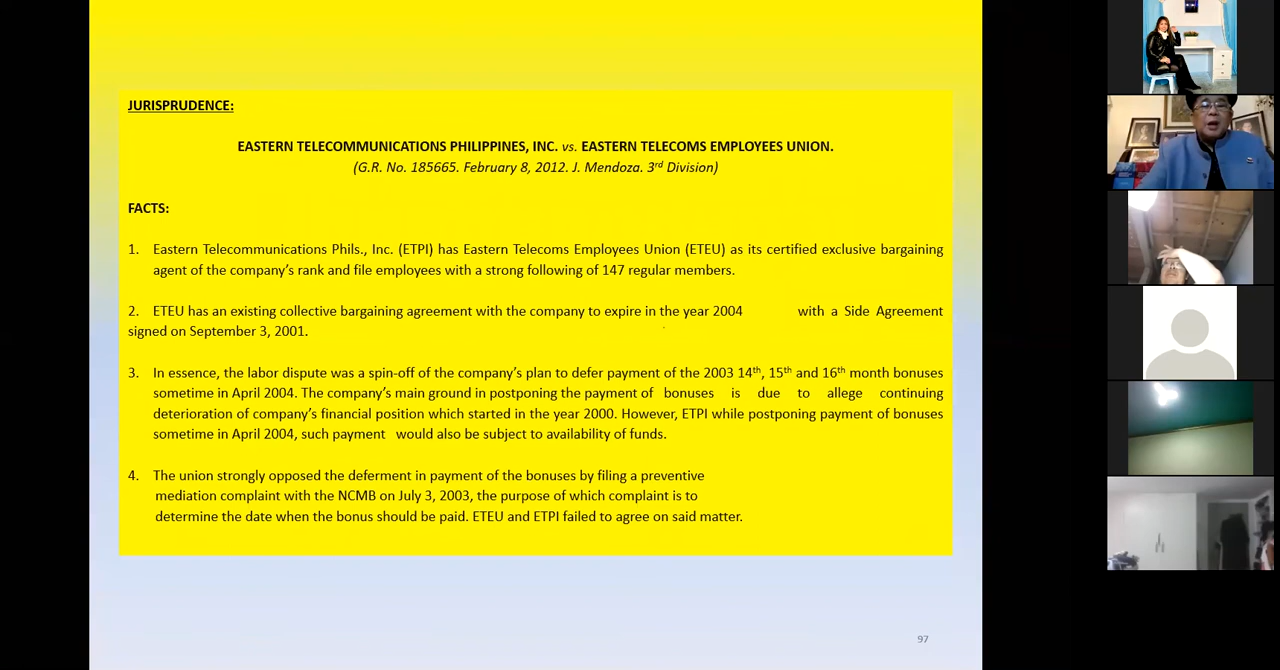 JURISPRUDENCE:
EASTERN TELECOMMUNICATIONS PHILIPPINES, INC. vs. EASTERN TELECOMS EMPLOYEES UNION.
(G.R. No. 185665. February 8, 2012. J. Mendoza. 3rd Division)
FACTS:
1. Eastern Telecommunications Phils., Inc. (ETPI) has Eastern Telecoms Employees Union (ETEU) as its certified exclusive bargaining
agent of the company's rank and file employees with a strong following of 147 regular members.
2. ETEU has an existing collective bargaining agreement with the company to expire in the year 2004 with a Side Agreement
signed on September 3, 2001.
3. In essence, the labor dispute was a spin-off of the company's plan to defer payment of the 2003 14th, 15th and 16th month bonuses
sometime in April 2004. The company's main ground in postponing the payment of bonuses is due to allege continuing
deterioration of company's financial position which started in the year 2000. However, ETPI while postponing payment of bonuses
sometime in April 2004, such payment would also be subject to availability of funds.
4. The union strongly opposed the deferment in payment of the bonuses by filing a preventive
mediation complaint with the NCMB on July 3, 2003, the purpose of which complaint is to
determine the date when the bonus should be paid. ETEU and ETPI failed to agree on said matter.
97